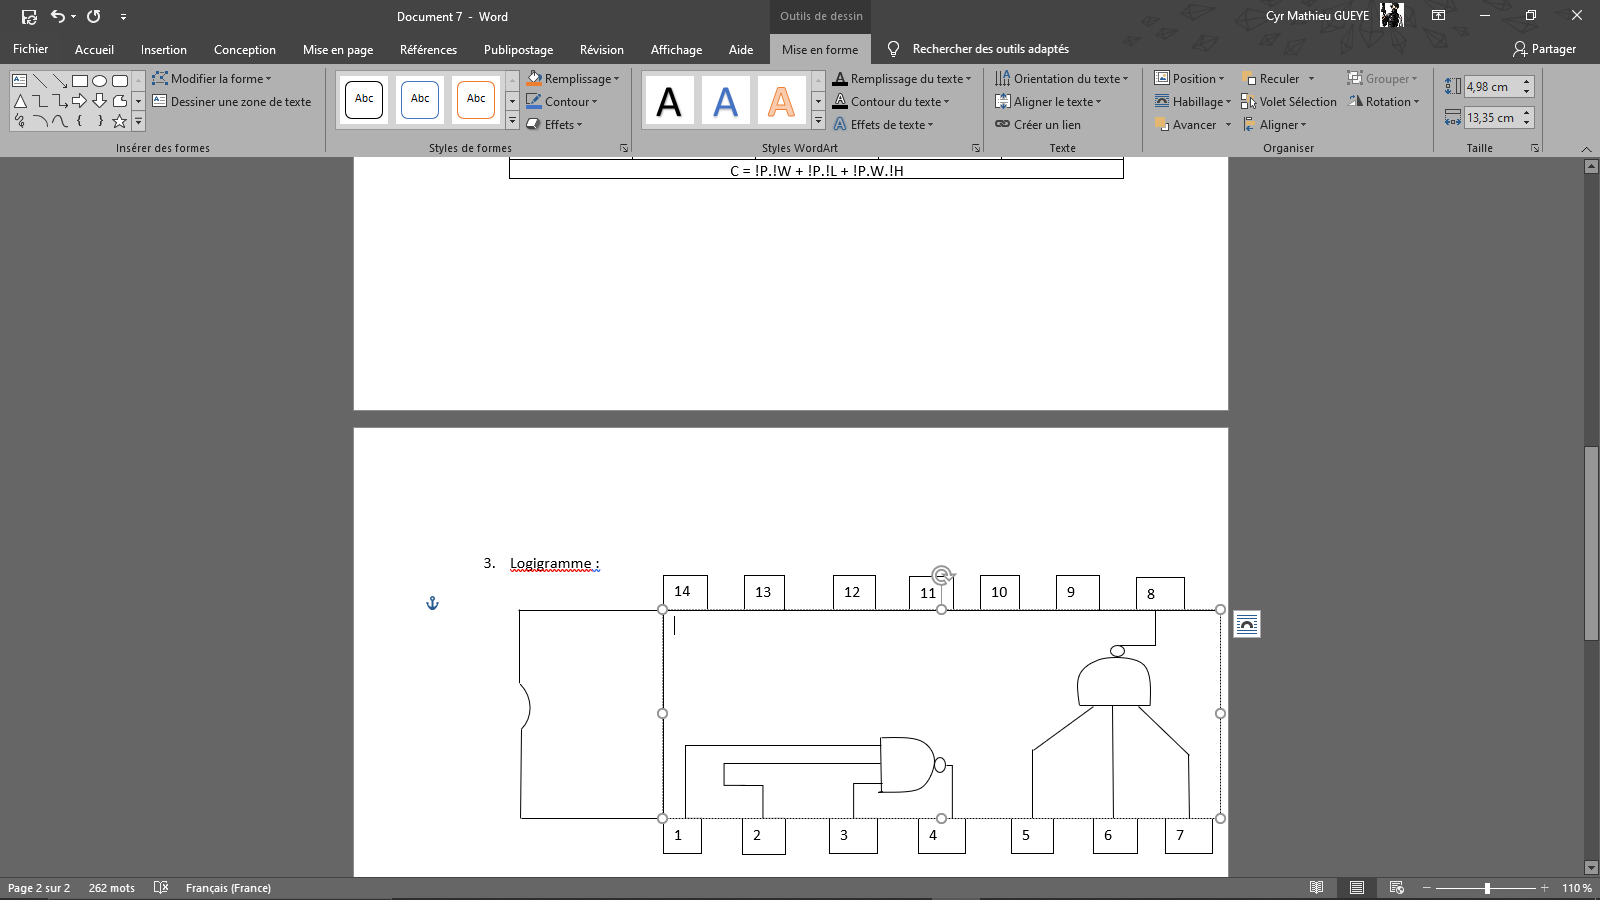 Document 7 - Word
Outils de dessin
Cyr Mathieu GUEYE
Fichier
Accueil
Insertion
Conception
Mise en page
Références
Publipostage
Révision
Affichage
Aide
Mise en forme
Rechercher des outils adaptés
Partager
Modifier la forme
Dessiner une zone de texte
Insérer des formes
Abc
Abc
Abc
Remplissage
Contour
Effets
Styles de formes
A
A
A
Remplissage du texte
Contour du texte
Effets de texte
Styles WordArt
Orientation du texte
Aligner le texte
Créer un lien
Texte
Position
Habillage
Avancer
Reculer
Volet Sélection
Aligner
Grouper
Rotation
Organiser
4,98 cm
13,35 cm
Taille
C = !P.!W + !P.!L + !P.W.!H
3. Logigramme :
14
13
12
11
10
9
8
1
2
3
4
5
6
7
Page 2 sur 2
262 mots
Français (France)
110 %